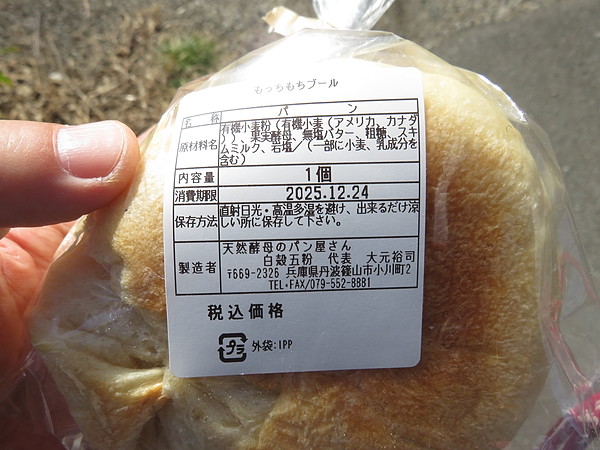 もっちもちブール
名 称 パ ン
原材料名 有機小麦粉（有機小麦（アメリカ、カナダ
））、果実酵母、無塩バター、粗糖、スキ
ムミルク、岩塩／（一部に小麦、乳成分を
含む）
内容量 1個
消費期限 2025.12.24
保存方法 直射日光・高温多湿を避け、出来るだけ涼
しい所に保存して下さい。
製造者 天然酵母のパン屋さん
白殻五粉 代表 大元裕司
〒669-2326 兵庫県丹波篠山市小川町2
TEL・FAX/079-552-8881
税込価格
プラ 外袋:IPP